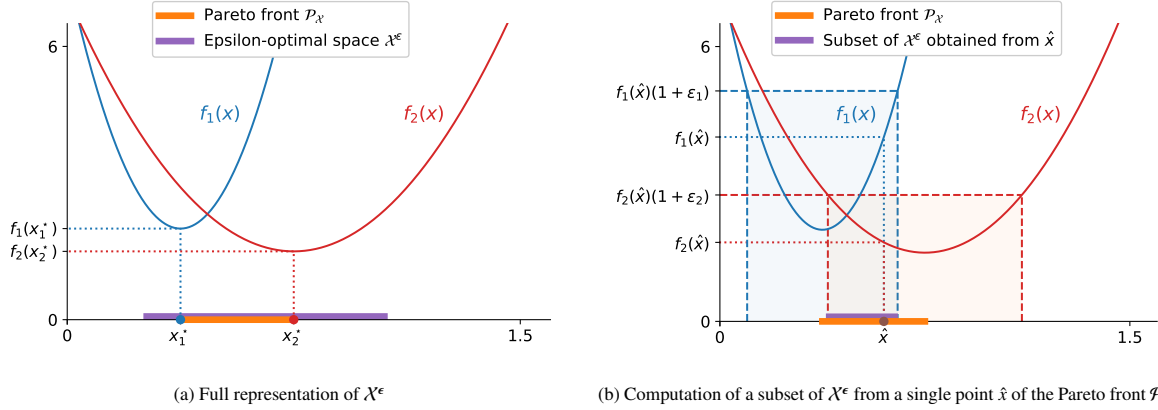 Pareto front 𝒫_𝒳
Epsilon-optimal space 𝒳^ε
6
f₁(x)
f₂(x)
f₁(x₁*)
f₂(x₂*)
0
0
x₁*
x₂*
1.5
(a) Full representation of 𝒳^ϵ
Pareto front 𝒫_𝒳
Subset of 𝒳^ε obtained from x̂
6
f₁(x̂)(1 + ε₁)
f₁(x)
f₂(x)
f₁(x̂)
f₂(x̂)(1 + ε₂)
f₂(x̂)
0
0
x̂
1.5
(b) Computation of a subset of 𝒳^ϵ from a single point x̂ of the Pareto front